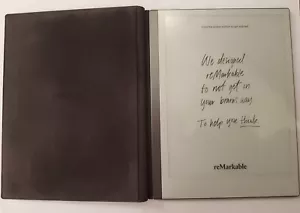 We designed
reMarkable
to not get in
your brain's way.
To help you think.
reMarkable